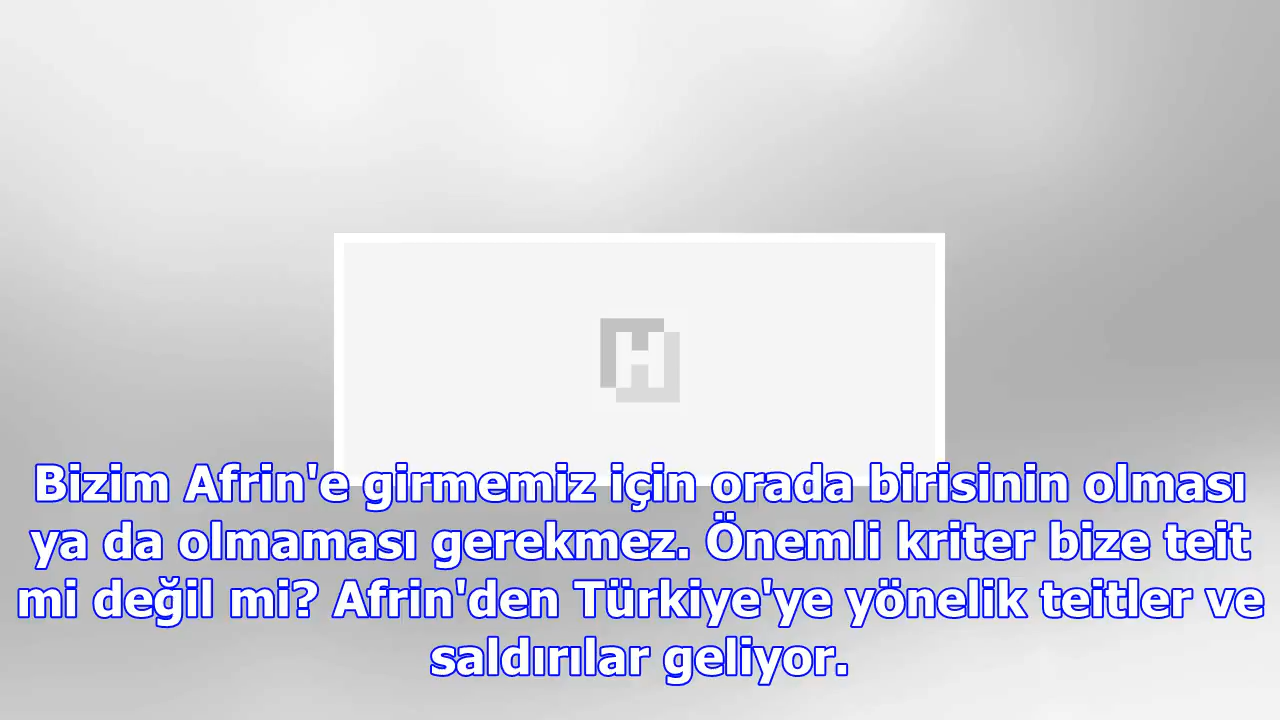 H
Bizim Afrin'e girmemiz için orada birisinin olması
ya da olmaması gerekmez. Önemli kriter bize teit
mi değil mi? Afrin'den Türkiye'ye yönelik teitler ve
saldırılar geliyor.